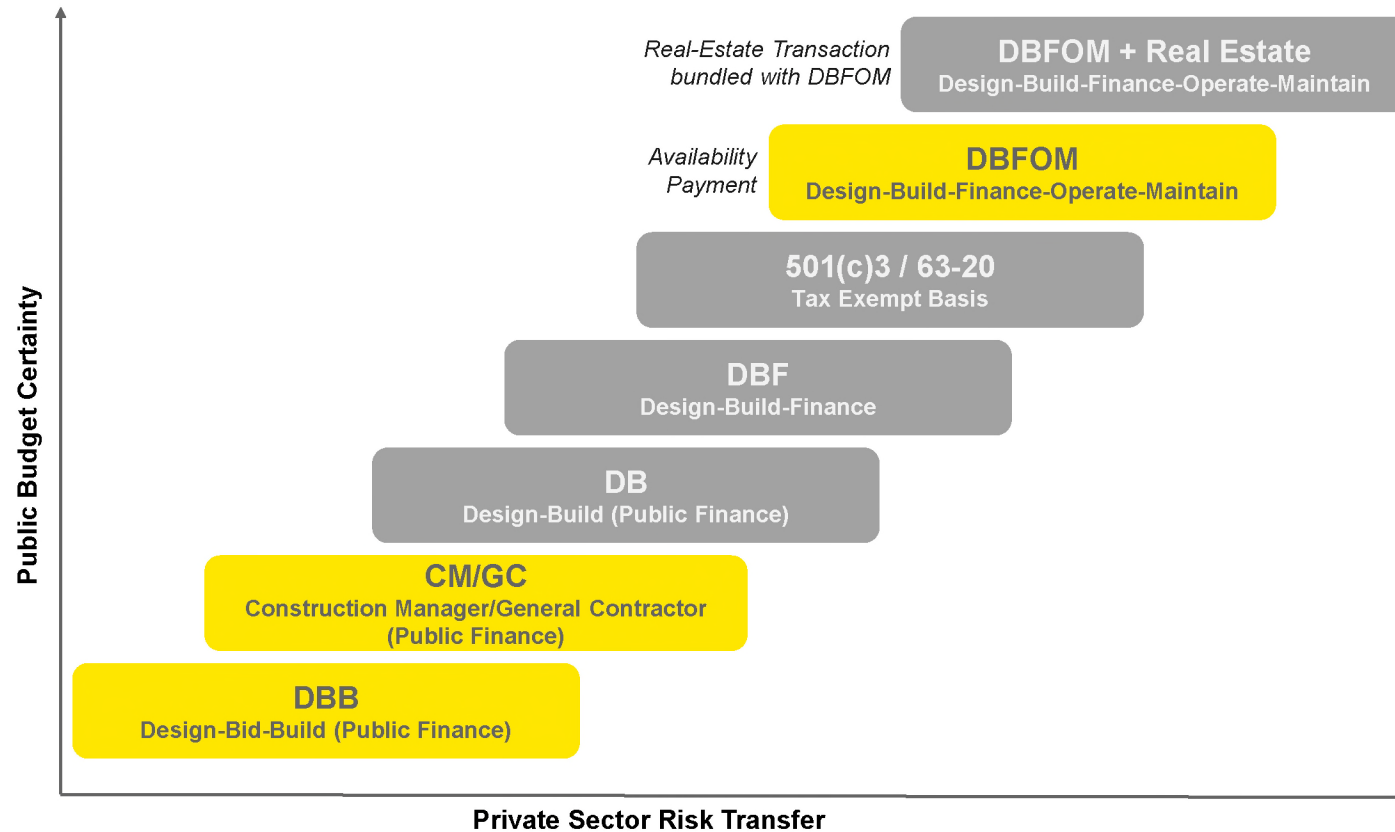 Real-Estate Transaction
bundled with DBFOM
DBFOM + Real Estate
Design-Build-Finance-Operate-Maintain
Availability
Payment
DBFOM
Design-Build-Finance-Operate-Maintain
501(c)3 / 63-20
Tax Exempt Basis
DBF
Design-Build-Finance
DB
Design-Build (Public Finance)
CM/GC
Construction Manager/General Contractor
(Public Finance)
DBB
Design-Bid-Build (Public Finance)
Public Budget Certainty
Private Sector Risk Transfer